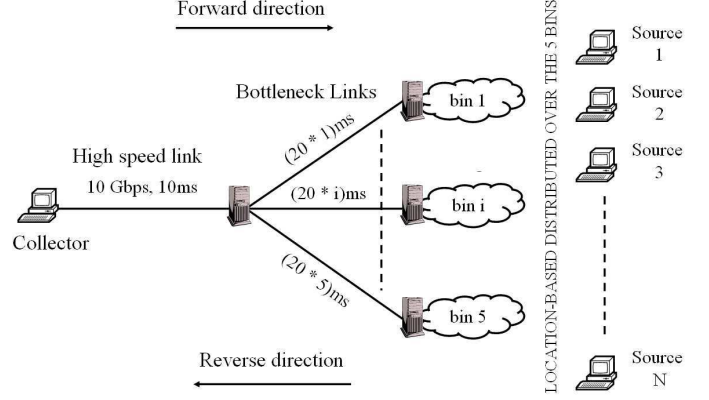 Forward direction
Bottleneck Links
bin 1
(20 * 1)ms
High speed link
10 Gbps, 10ms
(20 * i)ms
bin i
Collector
(20 * 5)ms
bin 5
Reverse direction
LOCATION-BASED DISTRIBUTED OVER THE 5 BINS
Source
1
Source
2
Source
3
Source
N